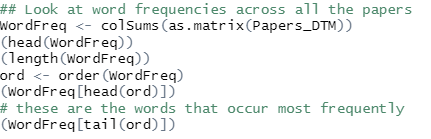 ## Look at word frequencies across all the papers
WordFreq <- colSums(as.matrix(Papers_DTM))
(head(WordFreq))
(length(WordFreq))
ord <- order(WordFreq)
(WordFreq[head(ord)])
# these are the words that occur most frequently
(WordFreq[tail(ord)])